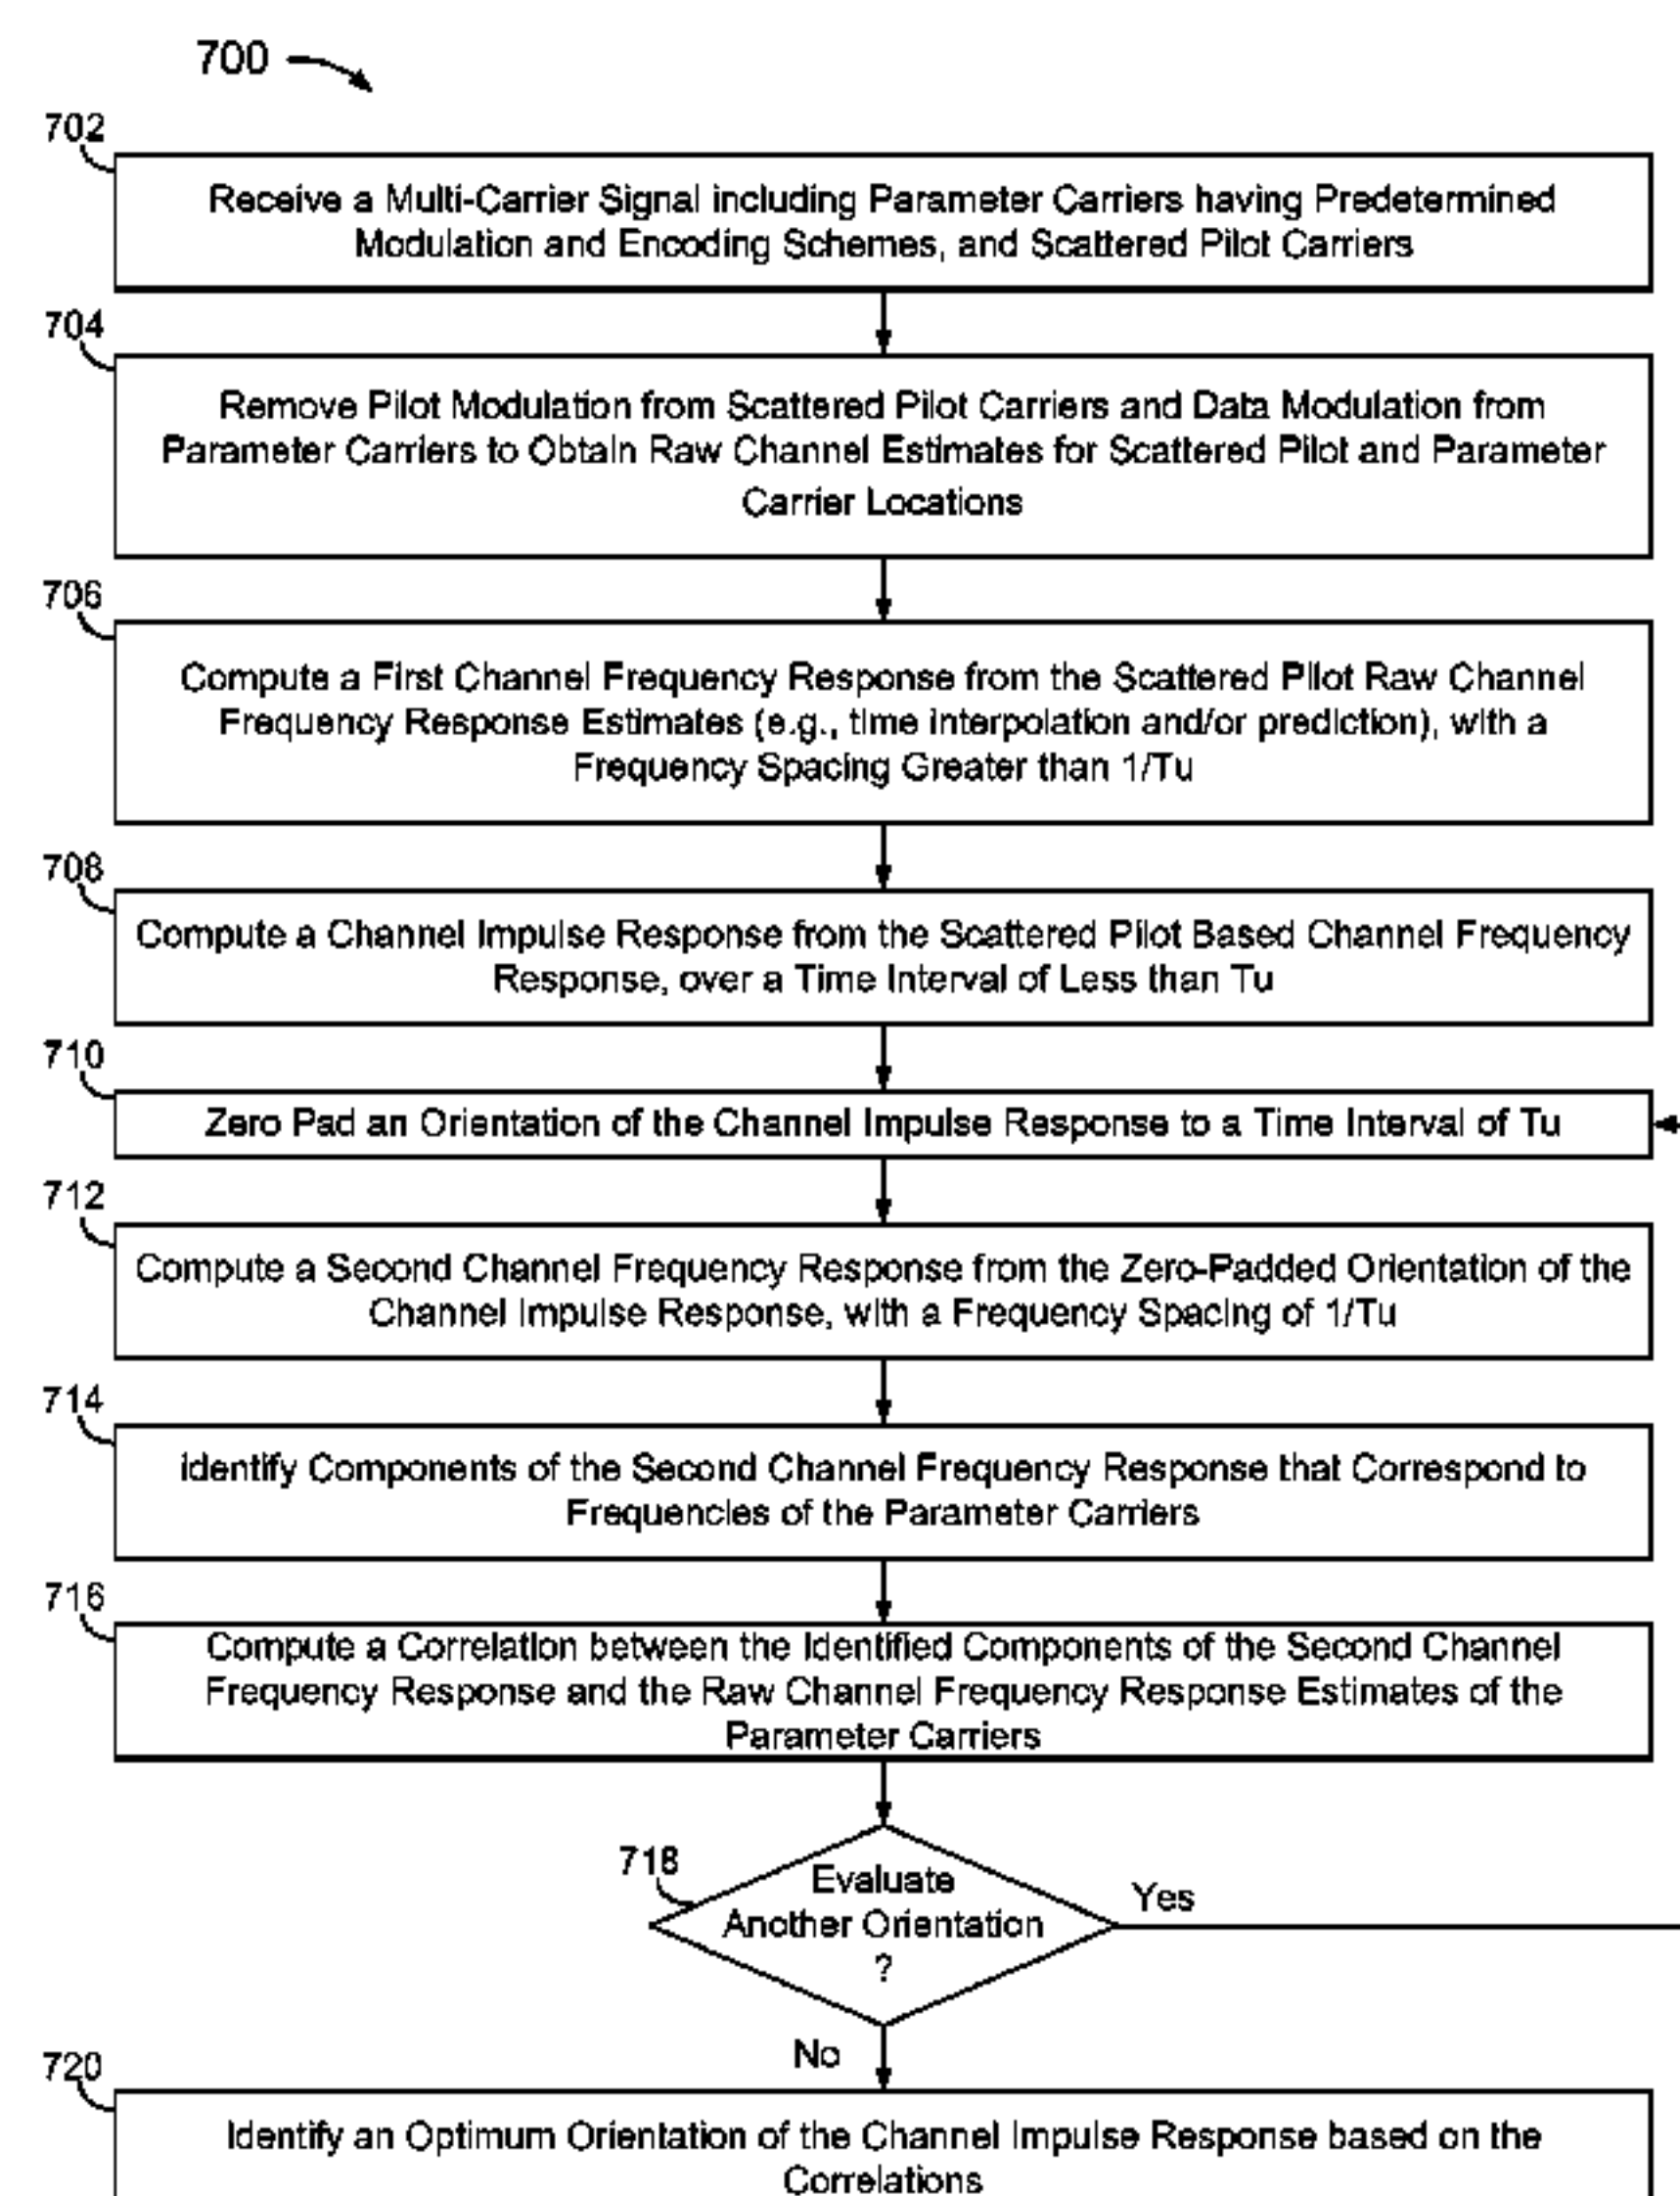 700
702
Receive a Multi-Carrier Signal including Parameter Carriers having Predetermined
Modulation and Encoding Schemes, and Scattered Pilot Carriers
704
Remove Pilot Modulation from Scattered Pilot Carriers and Data Modulation from
Parameter Carriers to Obtain Raw Channel Estimates for Scattered Pilot and Parameter
Carrier Locations
706
Compute a First Channel Frequency Response from the Scattered Pilot Raw Channel
Frequency Response Estimates (e.g., time interpolation and/or prediction), with a
Frequency Spacing Greater than 1/Tu
708
Compute a Channel Impulse Response from the Scattered Pilot Based Channel Frequency
Response, over a Time Interval of Less than Tu
710
Zero Pad an Orientation of the Channel Impulse Response to a Time Interval of Tu
712
Compute a Second Channel Frequency Response from the Zero-Padded Orientation of the
Channel Impulse Response, with a Frequency Spacing of 1/Tu
714
Identify Components of the Second Channel Frequency Response that Correspond to
Frequencies of the Parameter Carriers
716
Compute a Correlation between the Identified Components of the Second Channel
Frequency Response and the Raw Channel Frequency Response Estimates of the
Parameter Carriers
718
Evaluate
Another Orientation
?
Yes
No
720
Identify an Optimum Orientation of the Channel Impulse Response based on the
Correlations